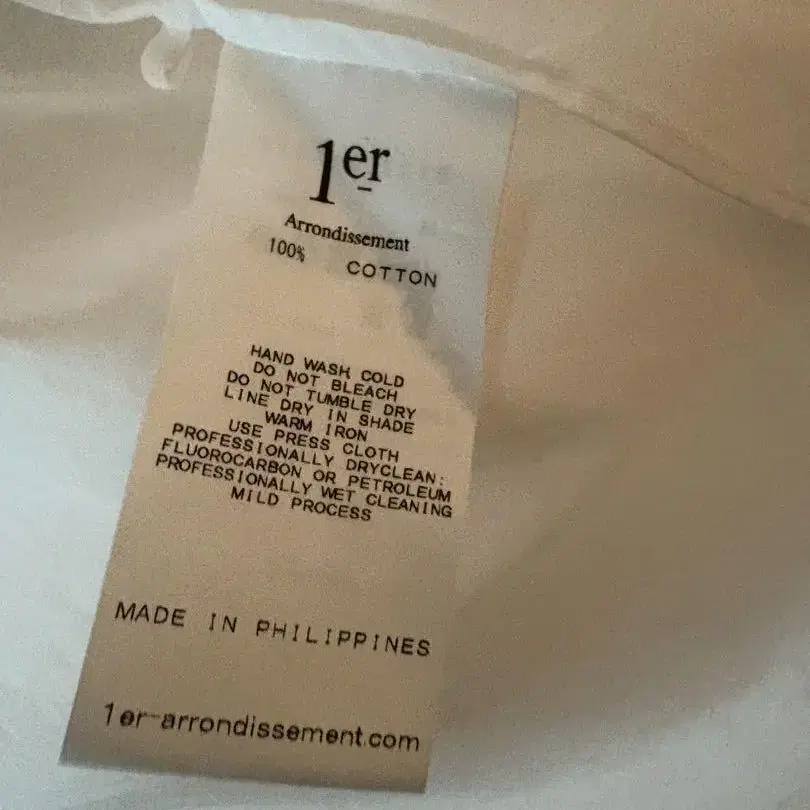 1er
Arrondissement
100% COTTON
HAND WASH COLD
DO NOT BLEACH
DO NOT TUMBLE DRY
LINE DRY IN SHADE
WARM IRON
USE PRESS CLOTH
PROFESSIONALLY DRYCLEAN:
FLUOROCARBON OR PETROLEUM
PROFESSIONALLY WET CLEANING
MILD PROCESS
MADE IN PHILIPPINES
1er-arrondissement.com